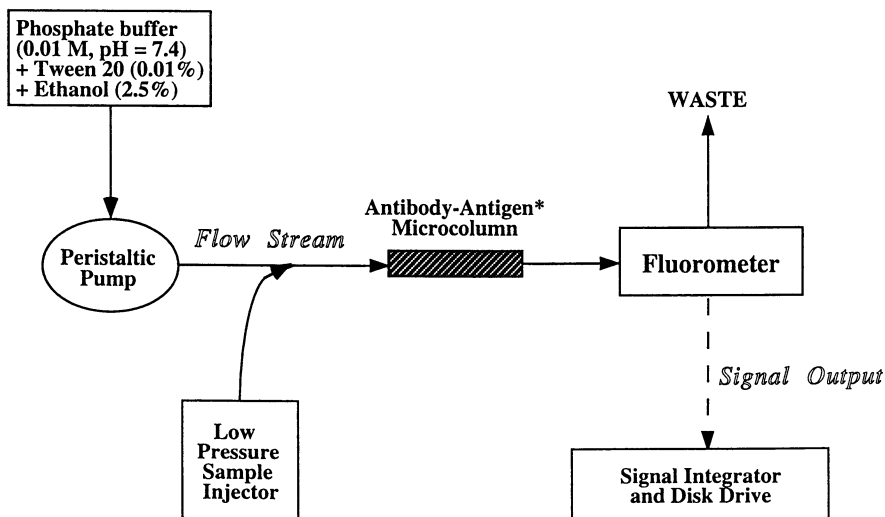 Phosphate buffer
(0.01 M, pH = 7.4)
+ Tween 20 (0.01%)
+ Ethanol (2.5%)
WASTE
Antibody-Antigen*
Microcolumn
Flow Stream
Peristaltic
Pump
Fluorometer
Signal Output
Low
Pressure
Sample
Injector
Signal Integrator
and Disk Drive